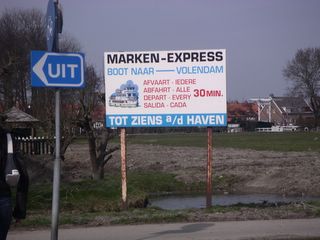 UIT
MARKEN-EXPRESS
BOOT NAAR — VOLENDAM
AFVAART - IEDERE
ABFAHRT - ALLE
DEPART - EVERY
SALIDA - CADA
30 MIN.
TOT ZIENS a/d HAVEN